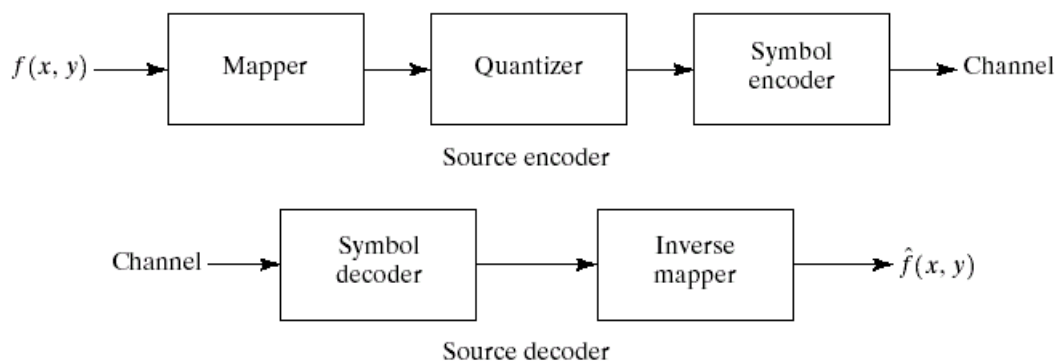 f(x, y)
Mapper
Quantizer
Symbol
encoder
Channel
Source encoder
Channel
Symbol
decoder
Inverse
mapper
f̂(x, y)
Source decoder